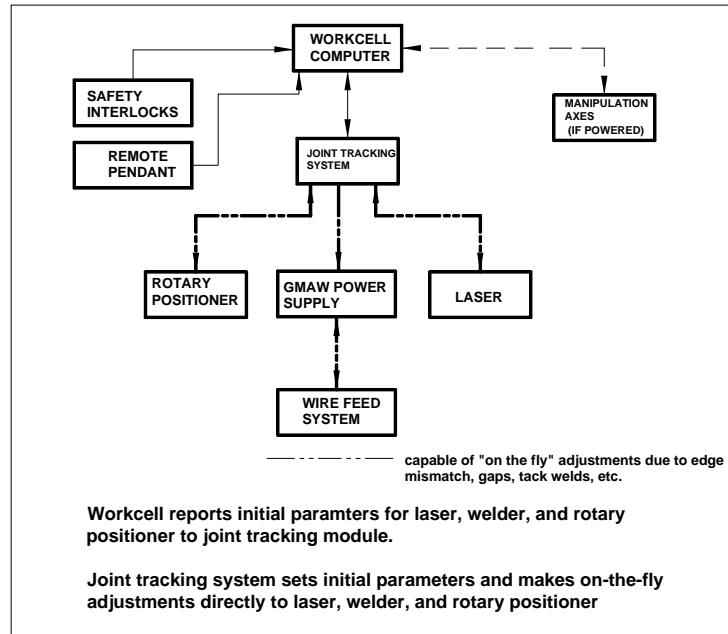 WORKCELL
COMPUTER
SAFETY
INTERLOCKS
MANIPULATION
AXES
(IF POWERED)
REMOTE
PENDANT
JOINT TRACKING
SYSTEM
ROTARY
POSITIONER
GMAW POWER
SUPPLY
LASER
WIRE FEED
SYSTEM
capable of "on the fly" adjustments due to edge
mismatch, gaps, tack welds, etc.
Workcell reports initial paramters for laser, welder, and rotary
positioner to joint tracking module.
Joint tracking system sets initial parameters and makes on-the-fly
adjustments directly to laser, welder, and rotary positioner